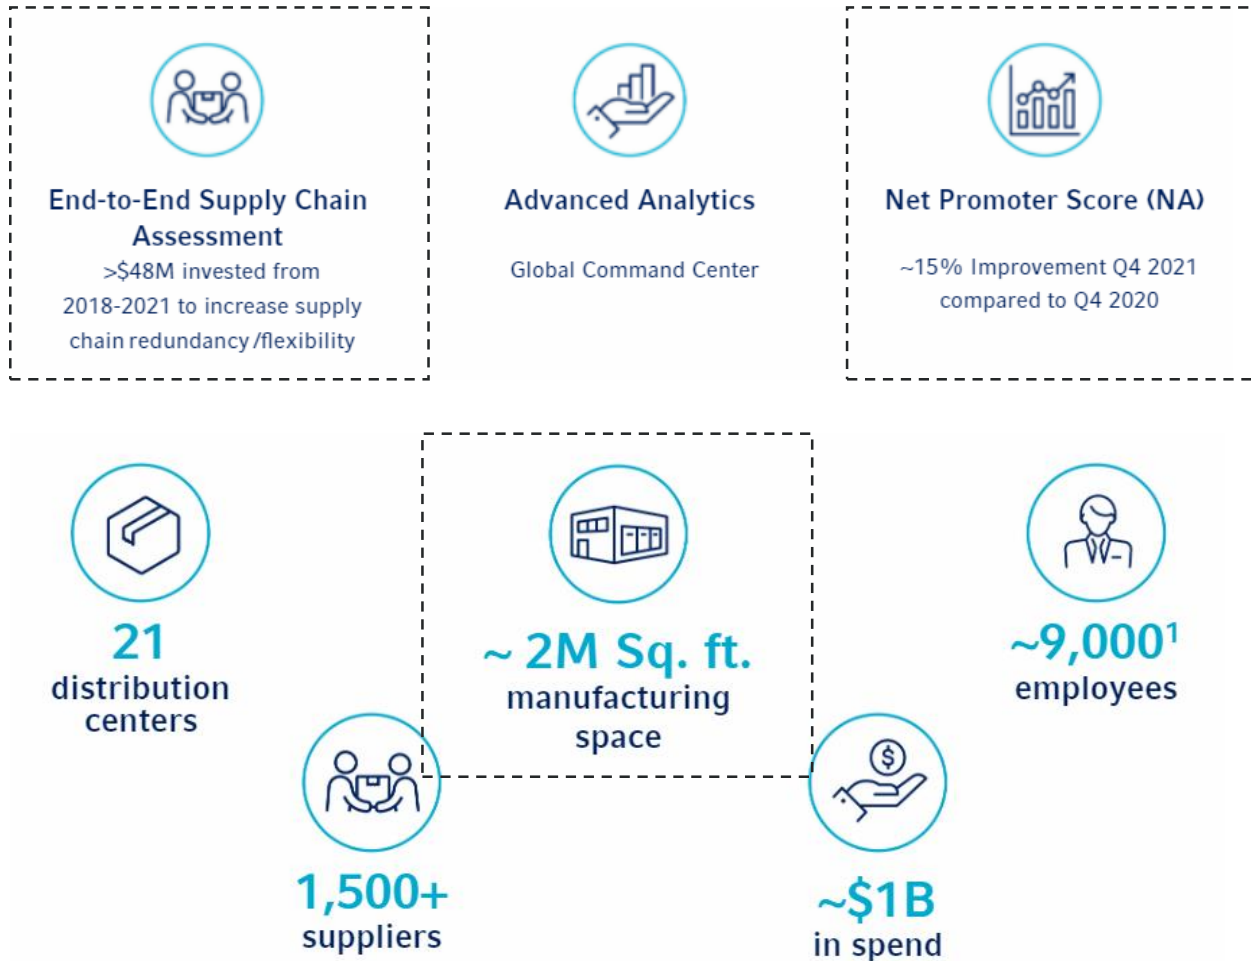 End-to-End Supply Chain
Assessment
>$48M invested from
2018-2021 to increase supply
chain redundancy/flexibility
Advanced Analytics
Global Command Center
Net Promoter Score (NA)
~15% Improvement Q4 2021
compared to Q4 2020
21
distribution
centers
~ 2M Sq. ft.
manufacturing
space
~9,000¹
employees
$
1,500+
suppliers
~$1B
in spend